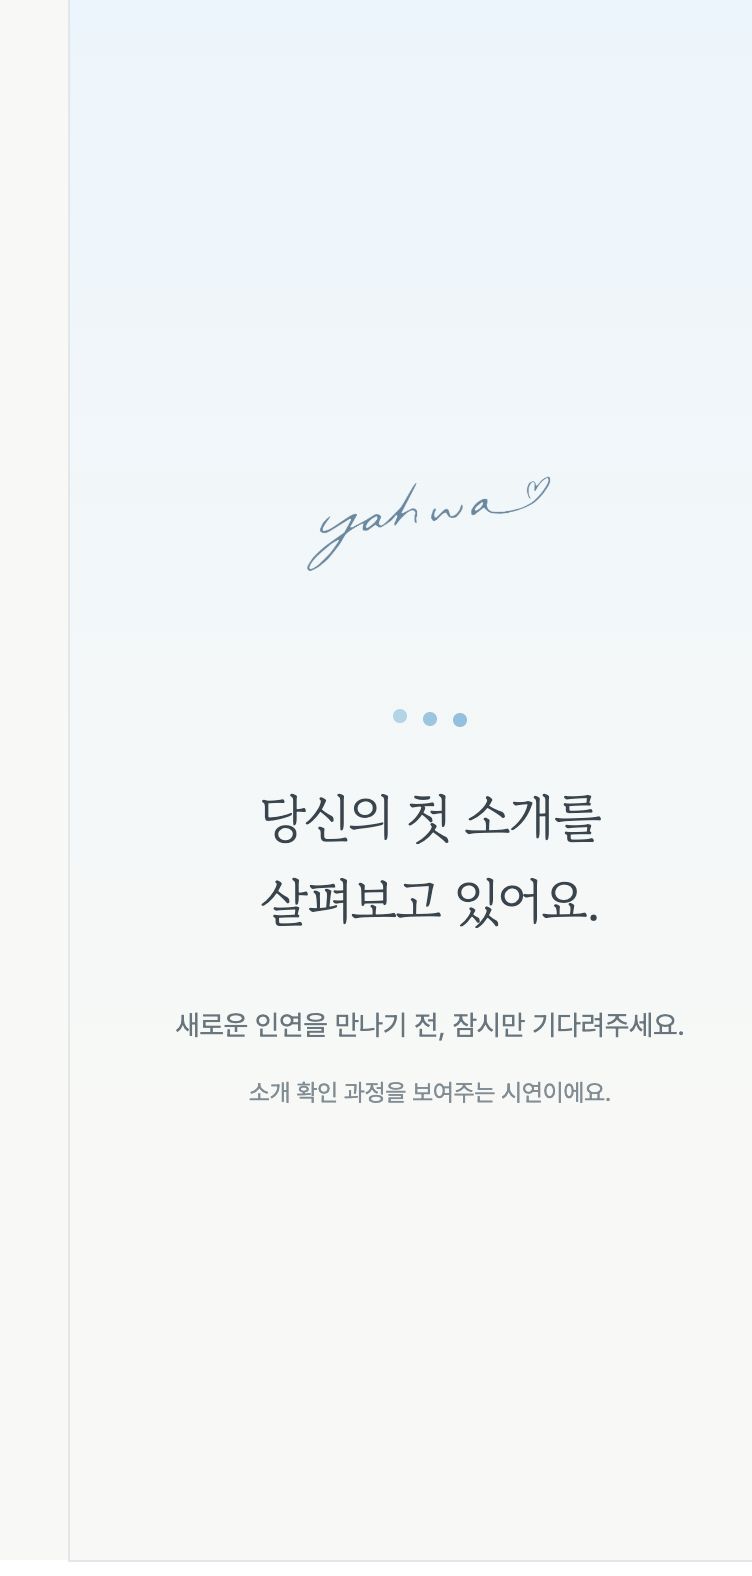 yahwa
당신의 첫 소개를
살펴보고 있어요.
새로운 인연을 만나기 전, 잠시만 기다려주세요.
소개 확인 과정을 보여주는 시연이에요.